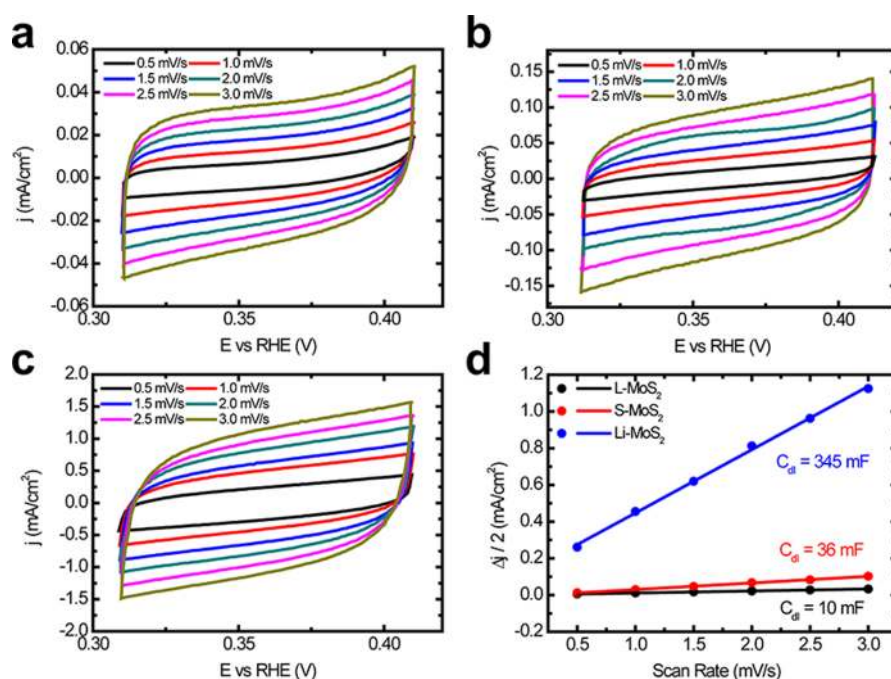 a
0.06
0.04
0.02
0.00
-0.02
-0.04
-0.06
j (mA/cm²)
0.5 mV/s 1.0 mV/s
1.5 mV/s 2.0 mV/s
2.5 mV/s 3.0 mV/s
0.30 0.35 0.40
E vs RHE (V)
b
0.15
0.10
0.05
0.00
-0.05
-0.10
-0.15
j (mA/cm²)
0.5 mV/s 1.0 mV/s
1.5 mV/s 2.0 mV/s
2.5 mV/s 3.0 mV/s
0.30 0.35 0.40
E vs RHE (V)
c
2.0
1.5
1.0
0.5
0.0
-0.5
-1.0
-1.5
-2.0
j (mA/cm²)
0.5 mV/s 1.0 mV/s
1.5 mV/s 2.0 mV/s
2.5 mV/s 3.0 mV/s
0.30 0.35 0.40
E vs RHE (V)
d
1.2
1.0
0.8
0.6
0.4
0.2
0.0
-0.2
Δj / 2 (mA/cm²)
L-MoS₂
S-MoS₂
Li-MoS₂
C_dl = 345 mF
C_dl = 36 mF
C_dl = 10 mF
0.5 1.0 1.5 2.0 2.5 3.0
Scan Rate (mV/s)